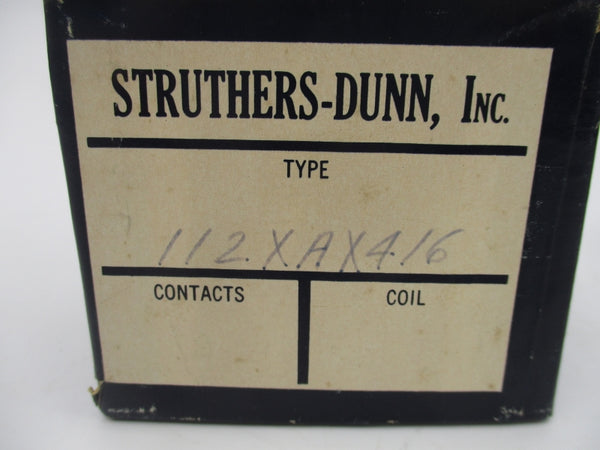 STRUTHERS-DUNN, INC.
TYPE
112XAX416
CONTACTS
COIL